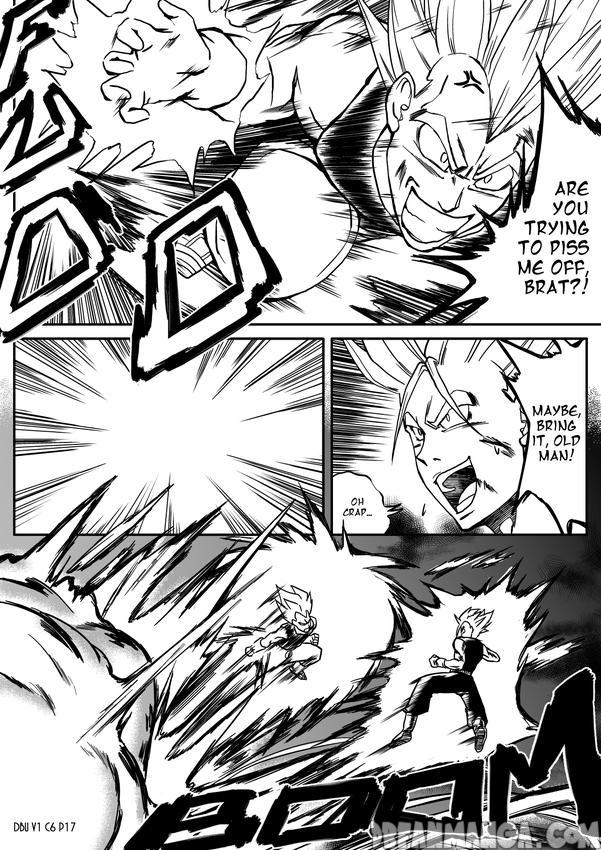 ARE
YOU
TRYING
TO PISS
ME OFF,
BRAT?!
MAYBE,
BRING
IT, OLD
MAN!
OH
CRAP...
BOOM
DBU V1 C6 P17
DBFANMANGA.COM